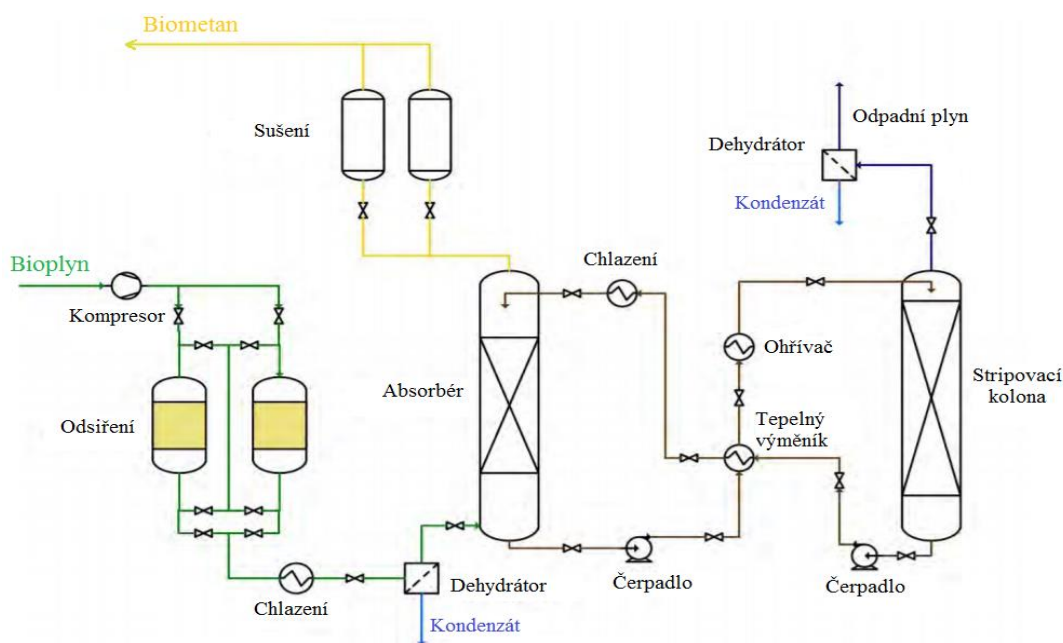 Biometan
Sušení
Odpadní plyn
Dehydrátor
Kondenzát
Bioplyn
Kompresor
Chlazení
Ohřívač
Absorbér
Stripovací
kolona
Odsiření
Tepelný
výměník
Dehydrátor
Čerpadlo
Čerpadlo
Chlazení
Kondenzát